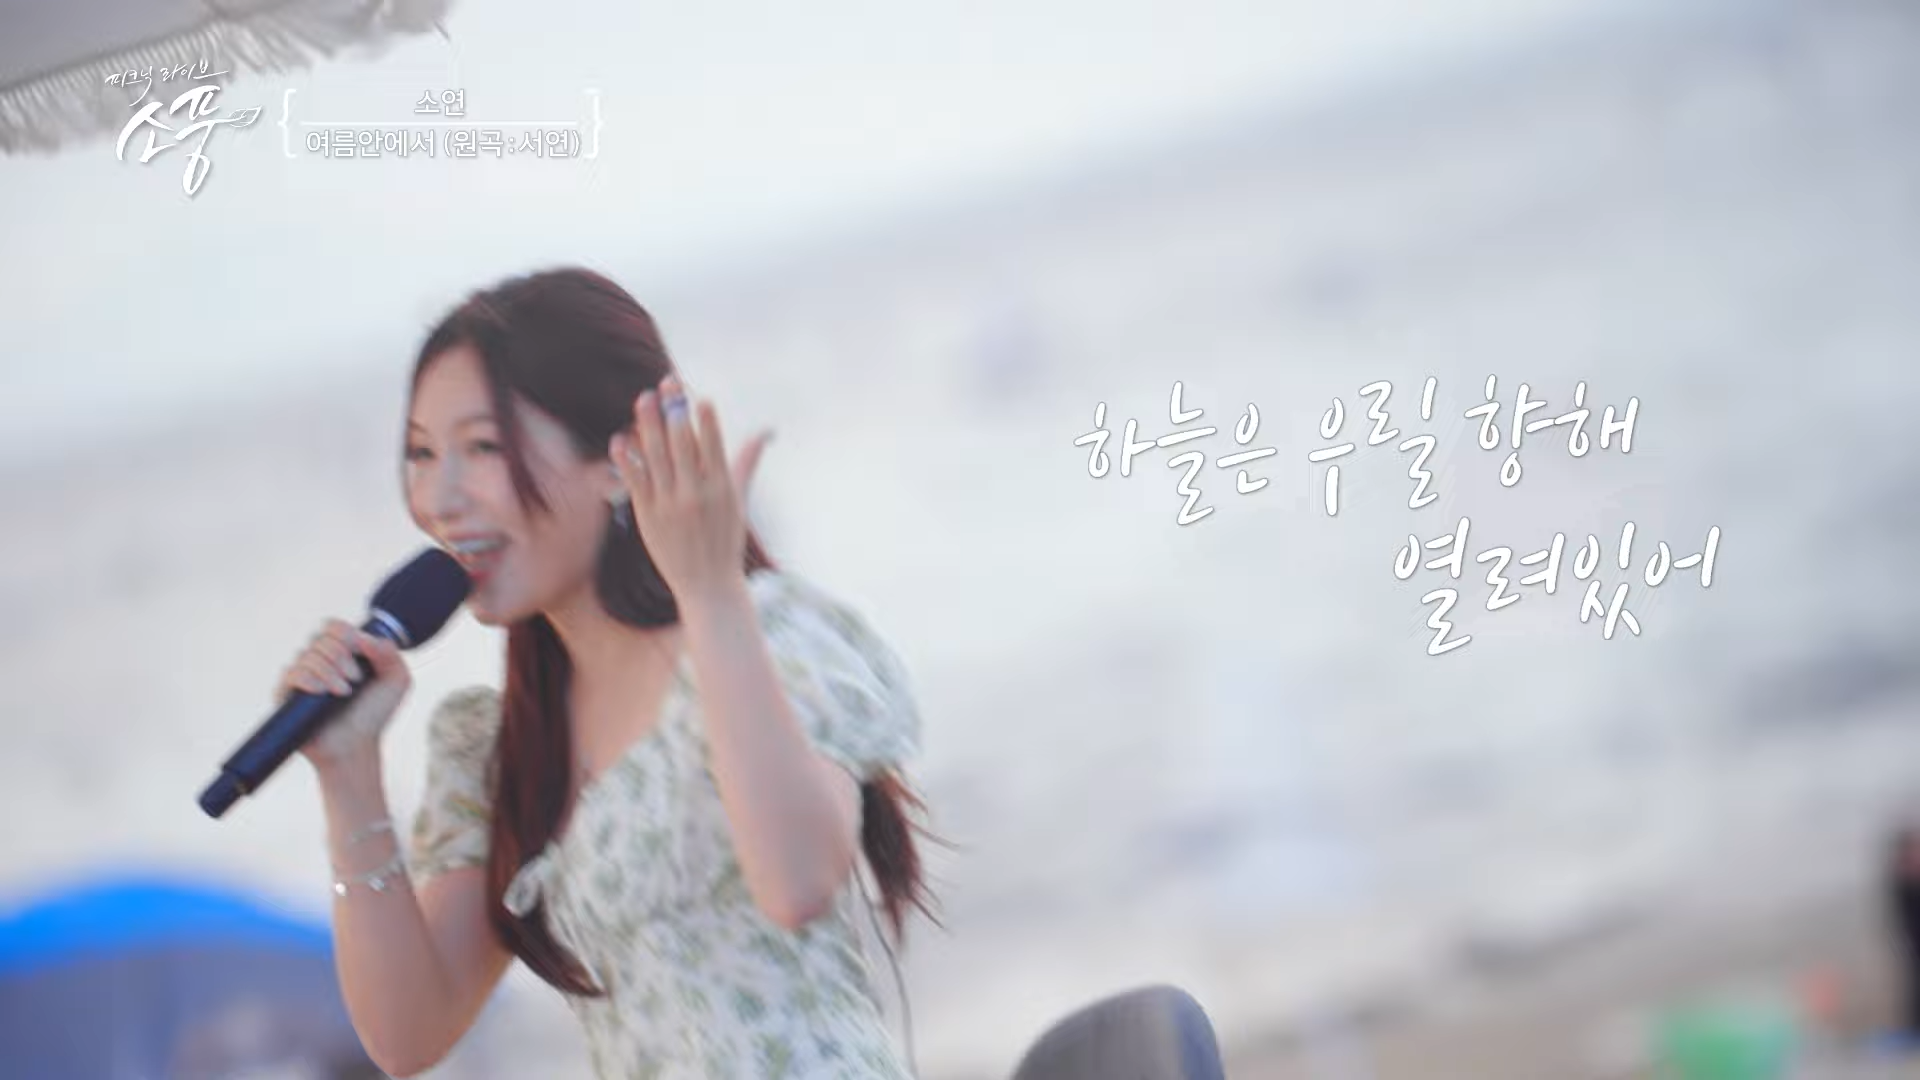 피크닉 라이브
소풍
소연
여름안에서 (원곡:서연)
하늘은 우릴 향해
열려있어